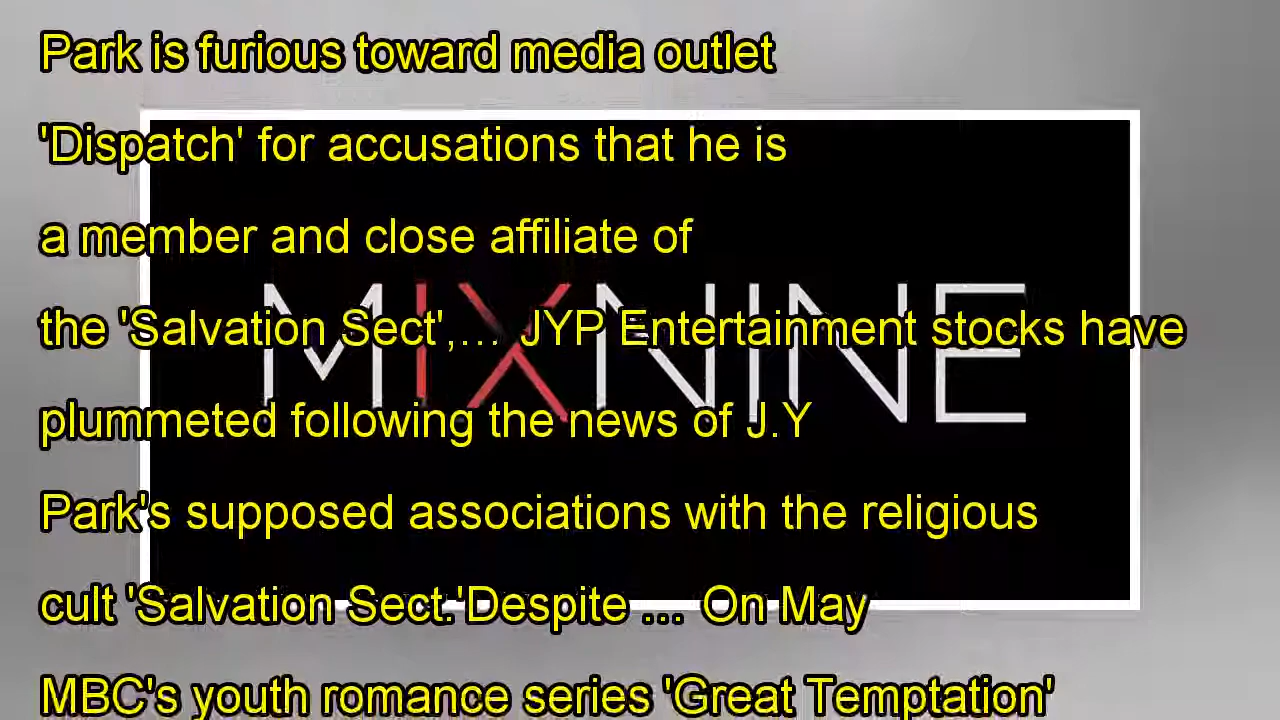 Park is furious toward media outlet
'Dispatch' for accusations that he is
a member and close affiliate of
the 'Salvation Sect',... JYP Entertainment stocks have
MIXNINE
plummeted following the news of J.Y
Park's supposed associations with the religious
cult 'Salvation Sect.'Despite ... On May
MBC's youth romance series 'Great Temptation'